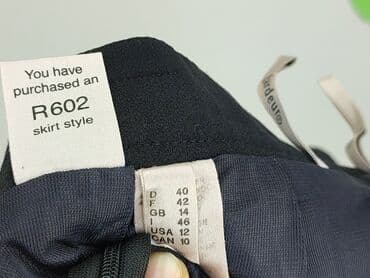 You have
purchased an
R602
skirt style
D 40
F 42
GB 14
I 46
USA 12
CAN 10